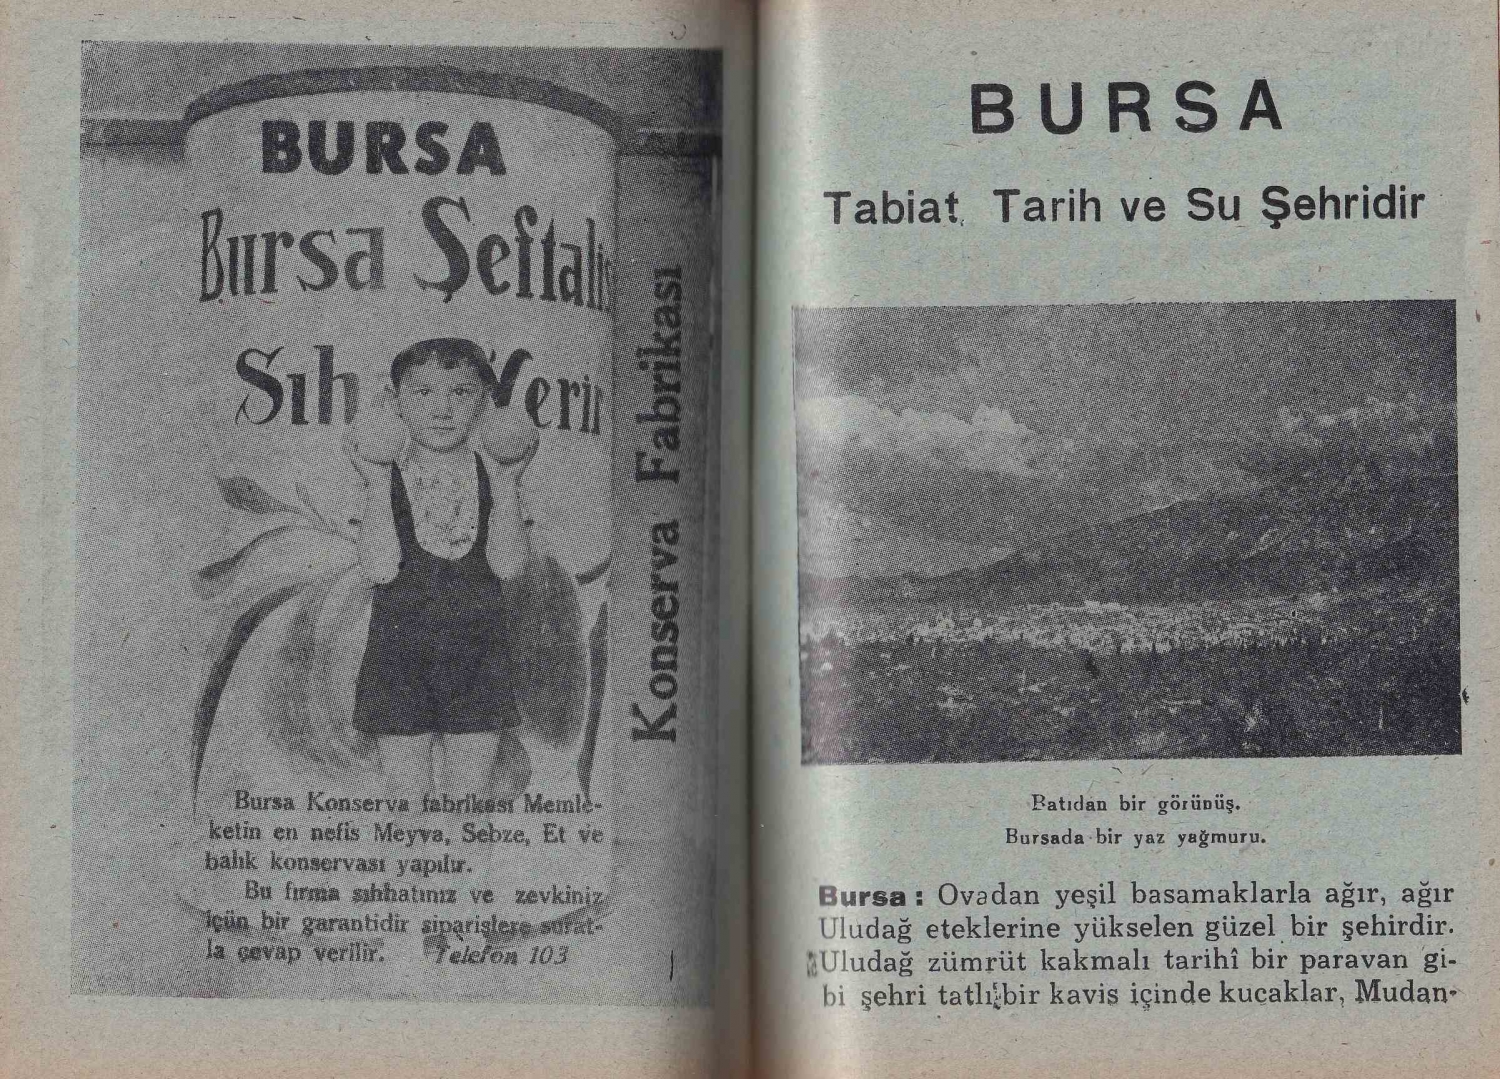 BURSA
Bursa Şeftalis
Sıh Verir
Konserva Fabrikası
Bursa Konserva fabrikası Memle-
ketin en nefis Meyva, Sebze, Et ve
balık konservası yapılır.
Bu firma sıhhatınız ve zevkiniz
için bir garantidir siparişlere sürat-
la cevap verilir. Telefon 103
BURSA
Tabiat, Tarih ve Su Şehridir
Batıdan bir görünüş.
Bursada bir yaz yağmuru.
Bursa : Ovadan yeşil basamaklarla ağır, ağır
Uludağ eteklerine yükselen güzel bir şehirdir.
Uludağ zümrüt kakmalı tarihî bir paravan gi-
bi şehri tatlı bir kavis içinde kucaklar, Mudan-